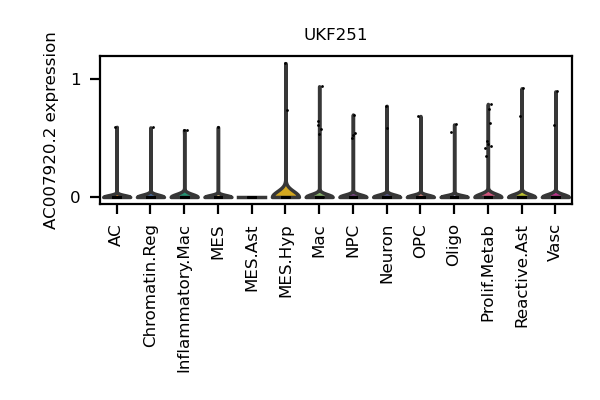 UKF251
AC007920.2 expression
1
0
AC
Chromatin.Reg
Inflammatory.Mac
MES
MES.Ast
MES.Hyp
Mac
NPC
Neuron
OPC
Oligo
Prolif.Metab
Reactive.Ast
Vasc